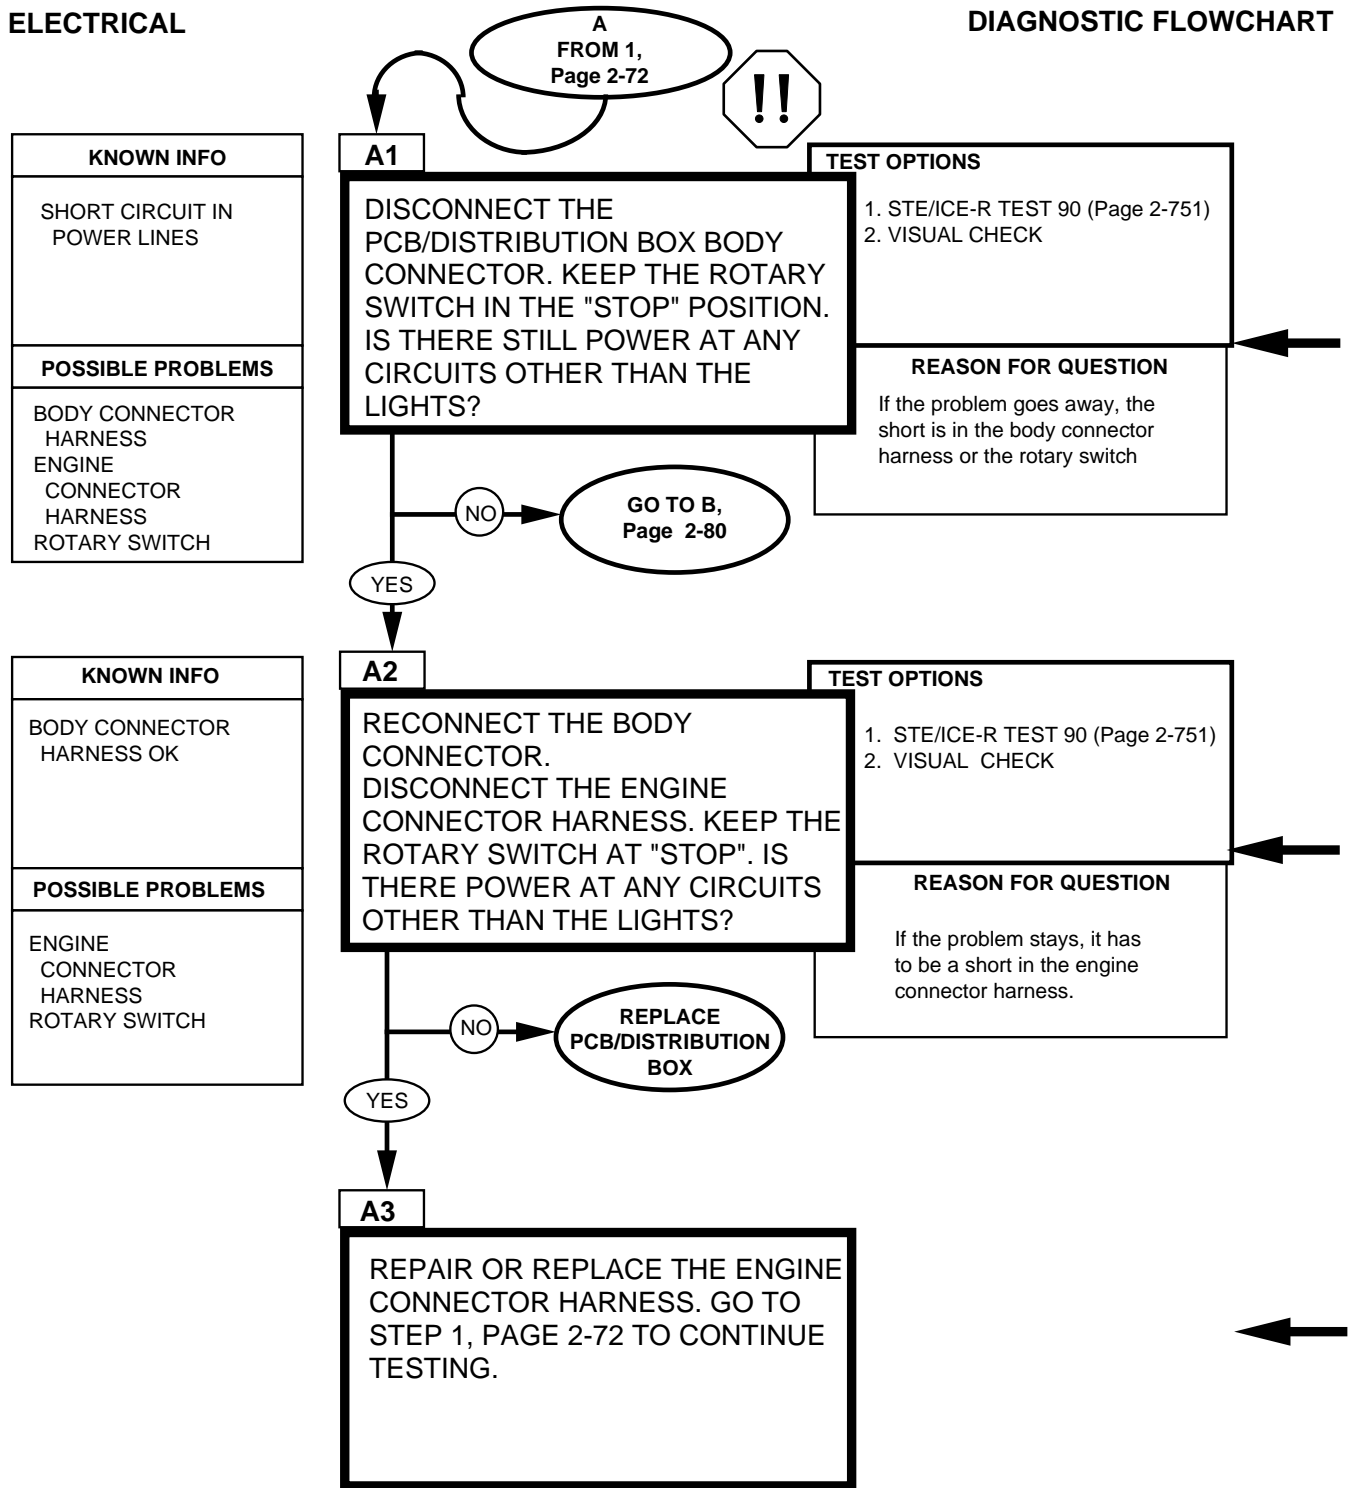 ELECTRICAL
DIAGNOSTIC FLOWCHART
A
FROM 1,
Page 2-72
!!
KNOWN INFO
SHORT CIRCUIT IN
POWER LINES
POSSIBLE PROBLEMS
BODY CONNECTOR
HARNESS
ENGINE
CONNECTOR
HARNESS
ROTARY SWITCH
A1
DISCONNECT THE
PCB/DISTRIBUTION BOX BODY
CONNECTOR. KEEP THE ROTARY
SWITCH IN THE "STOP" POSITION.
IS THERE STILL POWER AT ANY
CIRCUITS OTHER THAN THE
LIGHTS?
TEST OPTIONS
1. STE/ICE-R TEST 90 (Page 2-751)
2. VISUAL CHECK
REASON FOR QUESTION
If the problem goes away, the
short is in the body connector
harness or the rotary switch
NO
GO TO B,
Page 2-80
YES
KNOWN INFO
BODY CONNECTOR
HARNESS OK
POSSIBLE PROBLEMS
ENGINE
CONNECTOR
HARNESS
ROTARY SWITCH
A2
RECONNECT THE BODY
CONNECTOR.
DISCONNECT THE ENGINE
CONNECTOR HARNESS. KEEP THE
ROTARY SWITCH AT "STOP". IS
THERE POWER AT ANY CIRCUITS
OTHER THAN THE LIGHTS?
TEST OPTIONS
1. STE/ICE-R TEST 90 (Page 2-751)
2. VISUAL CHECK
REASON FOR QUESTION
If the problem stays, it has
to be a short in the engine
connector harness.
NO
REPLACE
PCB/DISTRIBUTION
BOX
YES
A3
REPAIR OR REPLACE THE ENGINE
CONNECTOR HARNESS. GO TO
STEP 1, PAGE 2-72 TO CONTINUE
TESTING.